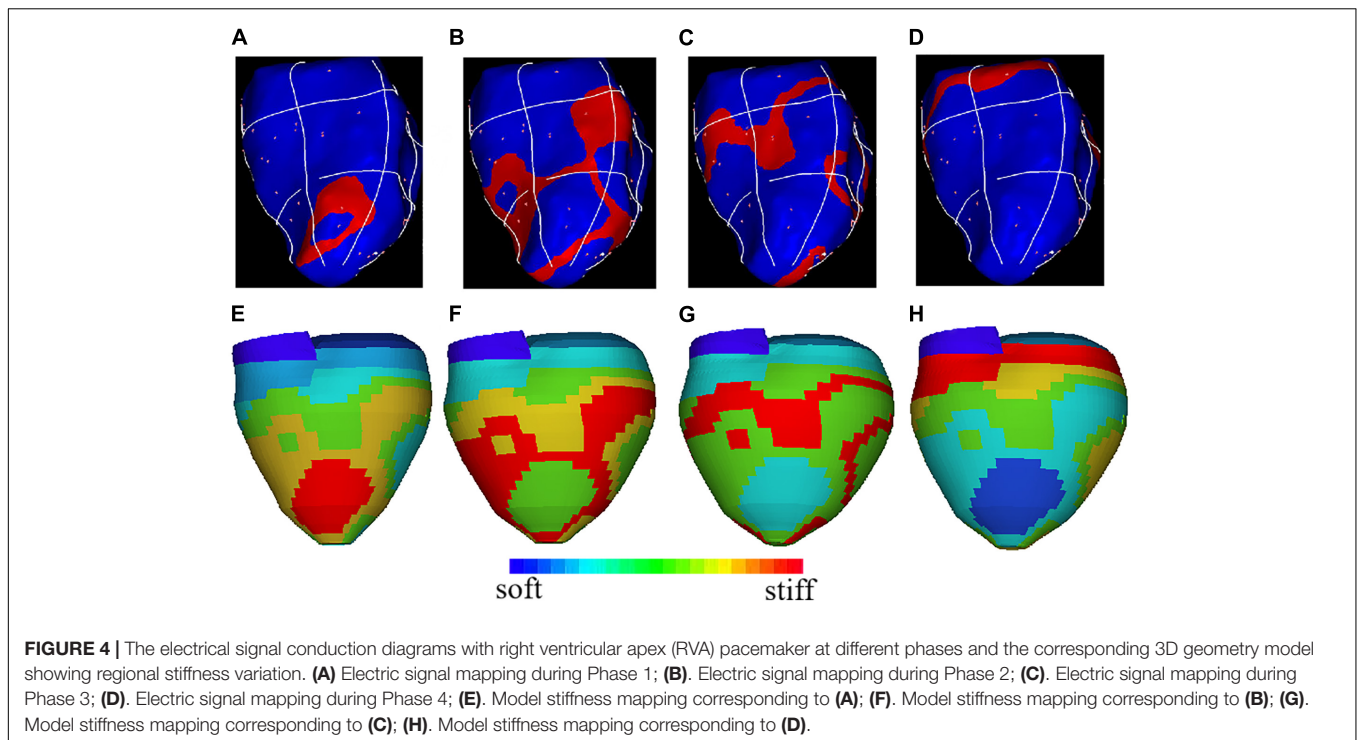 A B C D
E F G H
soft stiff
FIGURE 4 | The electrical signal conduction diagrams with right ventricular apex (RVA) pacemaker at different phases and the corresponding 3D geometry model
showing regional stiffness variation. (A) Electric signal mapping during Phase 1; (B). Electric signal mapping during Phase 2; (C). Electric signal mapping during
Phase 3; (D). Electric signal mapping during Phase 4; (E). Model stiffness mapping corresponding to (A); (F). Model stiffness mapping corresponding to (B); (G).
Model stiffness mapping corresponding to (C); (H). Model stiffness mapping corresponding to (D).